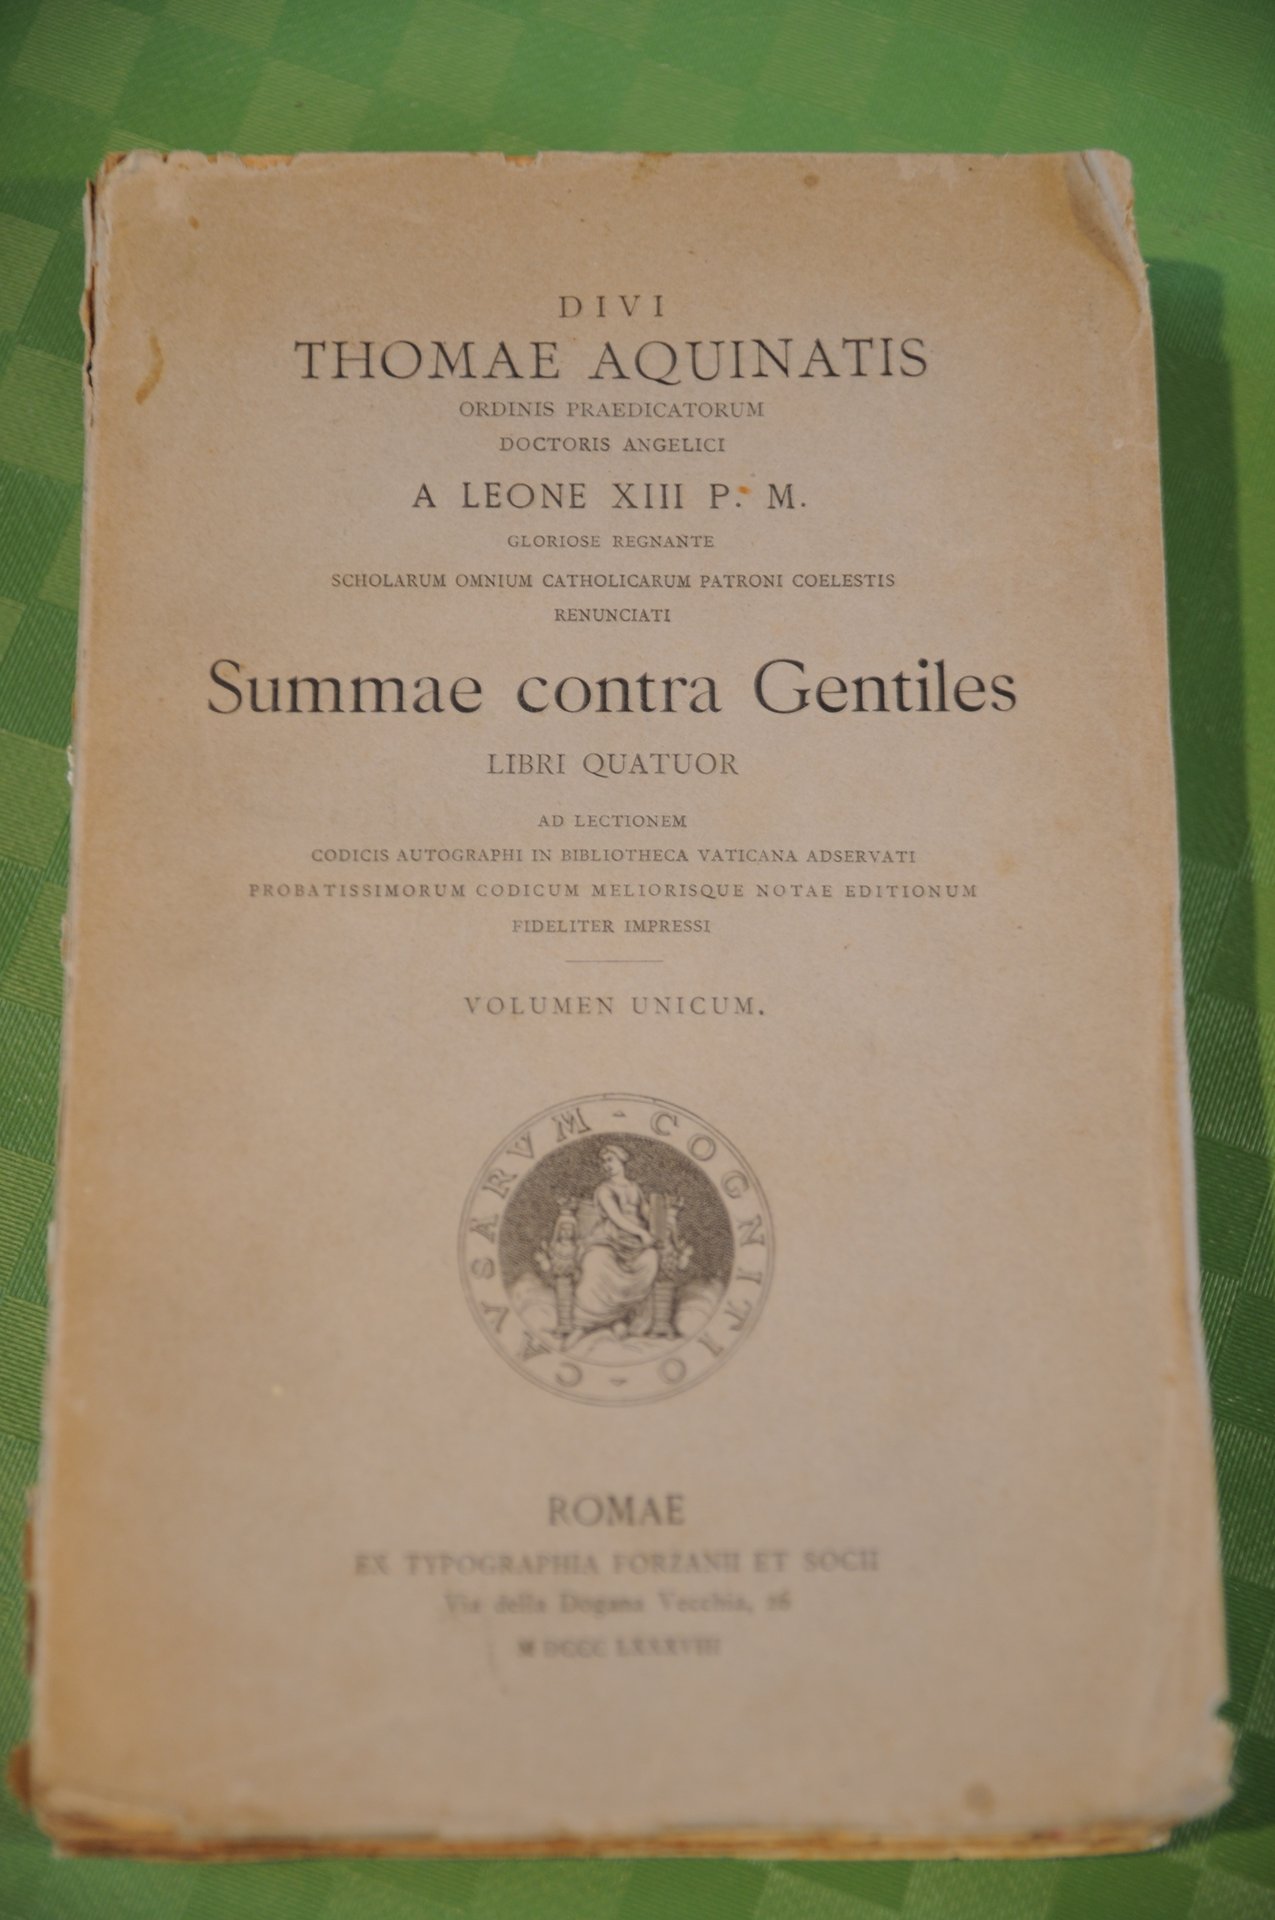 DIVI
THOMAE AQUINATIS
ORDINIS PRAEDICATORUM
DOCTORIS ANGELICI
A LEONE XIII P. M.
GLORIOSE REGNANTE
SCHOLARUM OMNIUM CATHOLICARUM PATRONI COELESTIS
RENUNCIATI
Summae contra Gentiles
LIBRI QUATUOR
AD LECTIONEM
CODICIS AUTOGRAPHI IN BIBLIOTHECA VATICANA ADSERVATI
PROBATISSIMORUM CODICUM MELIORISQUE NOTAE EDITIONUM
FIDELITER IMPRESSI
VOLUMEN UNICUM.
CAVSARVM - COGNITIO -
ROMAE
EX TYPOGRAPHIA FORZANII ET SOCII
Via della Dogana Vecchia, 26
M DCCC LXXXVIII